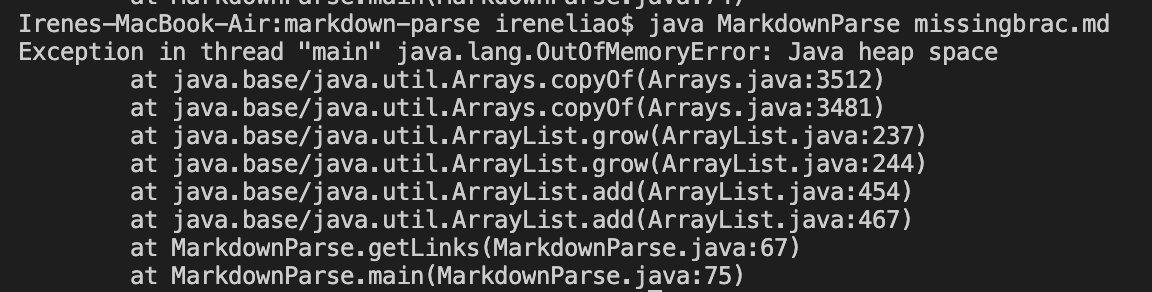 at MarkdownParse.main(MarkdownParse.java:74)
Irenes-MacBook-Air:markdown-parse ireneliao$ java MarkdownParse missingbrac.md
Exception in thread "main" java.lang.OutOfMemoryError: Java heap space
at java.base/java.util.Arrays.copyOf(Arrays.java:3512)
at java.base/java.util.Arrays.copyOf(Arrays.java:3481)
at java.base/java.util.ArrayList.grow(ArrayList.java:237)
at java.base/java.util.ArrayList.grow(ArrayList.java:244)
at java.base/java.util.ArrayList.add(ArrayList.java:454)
at java.base/java.util.ArrayList.add(ArrayList.java:467)
at MarkdownParse.getLinks(MarkdownParse.java:67)
at MarkdownParse.main(MarkdownParse.java:75)